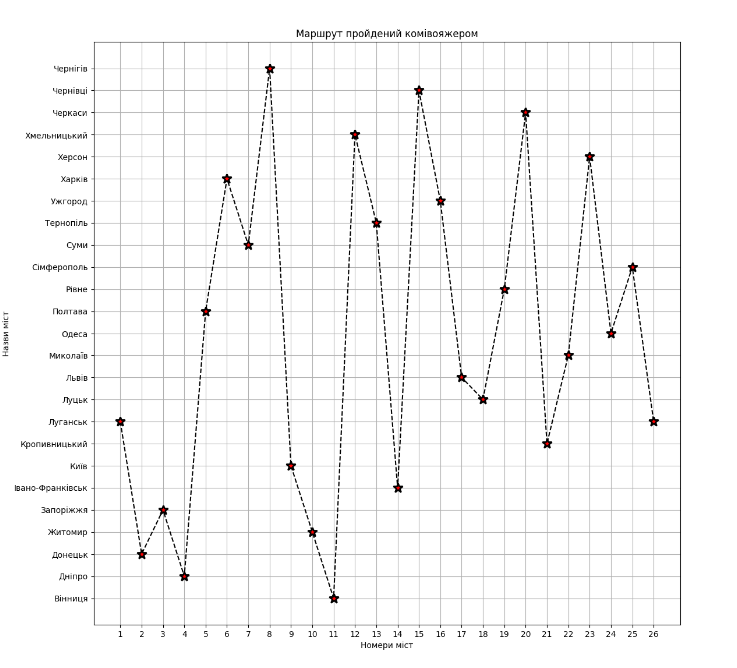 Маршрут пройдений комівояжером
Чернігів
Чернівці
Черкаси
Хмельницький
Херсон
Харків
Ужгород
Тернопіль
Суми
Сімферополь
Рівне
Полтава
Одеса
Миколаїв
Львів
Луцьк
Луганськ
Кропивницький
Київ
Івано-Франківськ
Запоріжжя
Житомир
Донецьк
Дніпро
Вінниця
Назви міст
1 2 3 4 5 6 7 8 9 10 11 12 13 14 15 16 17 18 19 20 21 22 23 24 25 26
Номери міст